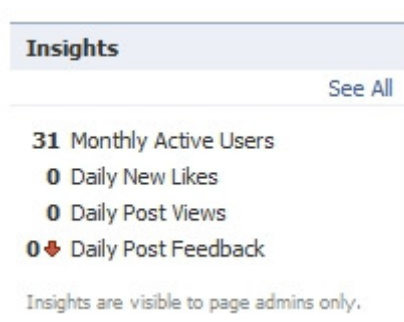 Insights
See All
31 Monthly Active Users
0 Daily New Likes
0 Daily Post Views
0 Daily Post Feedback
Insights are visible to page admins only.